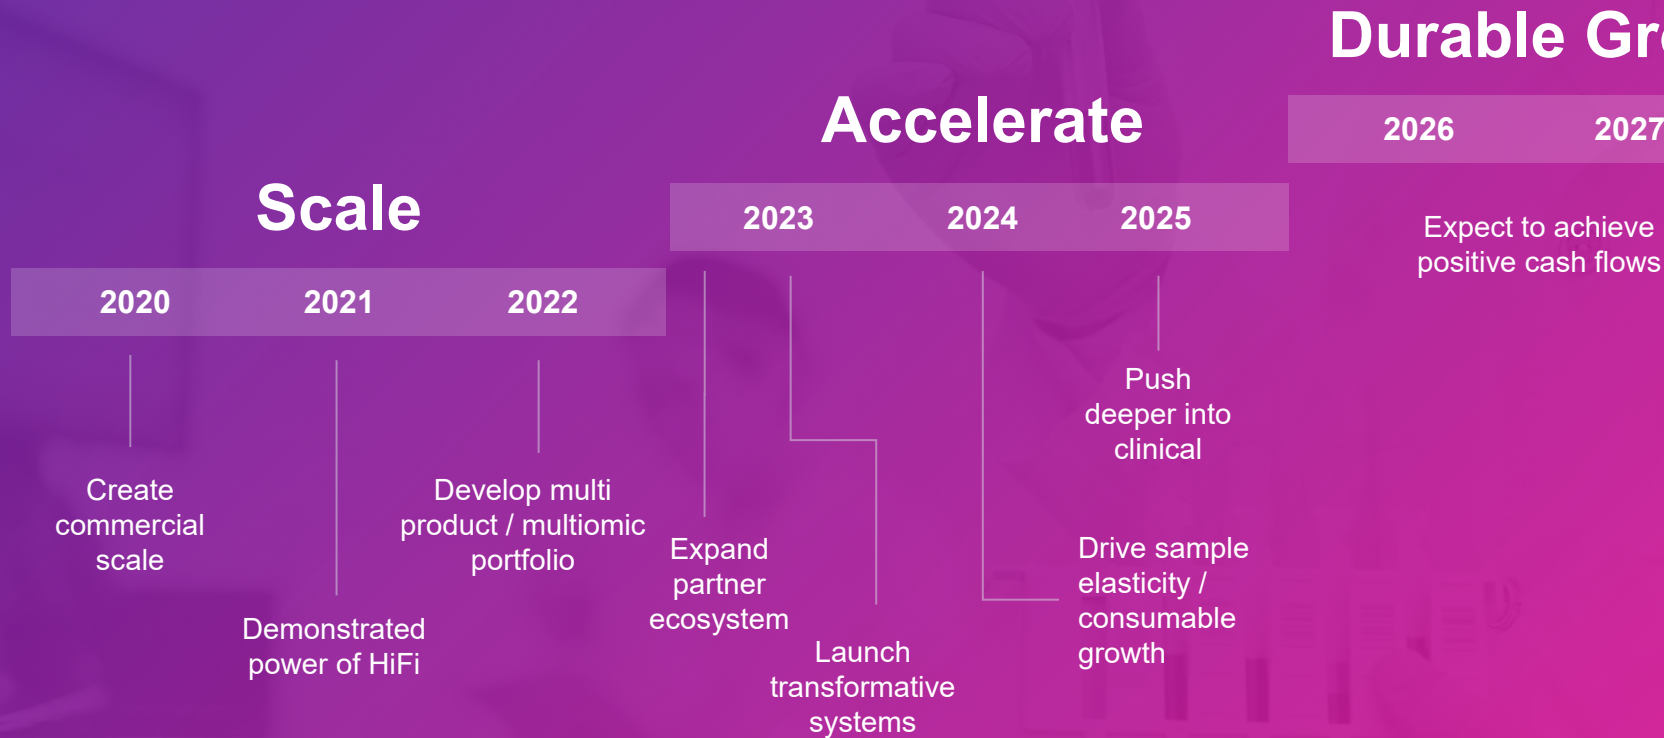 Durable
Accelerate
2026 2027
Scale
2023 2024 2025
Expect to achieve
positive cash flows
2020 2021 2022
Push
deeper into
clinical
Create
commercial
scale
Develop multi
product / multiomic
portfolio
Expand
partner
ecosystem
Drive sample
elasticity /
consumable
growth
Demonstrated
power of HiFi
Launch
transformative
systems